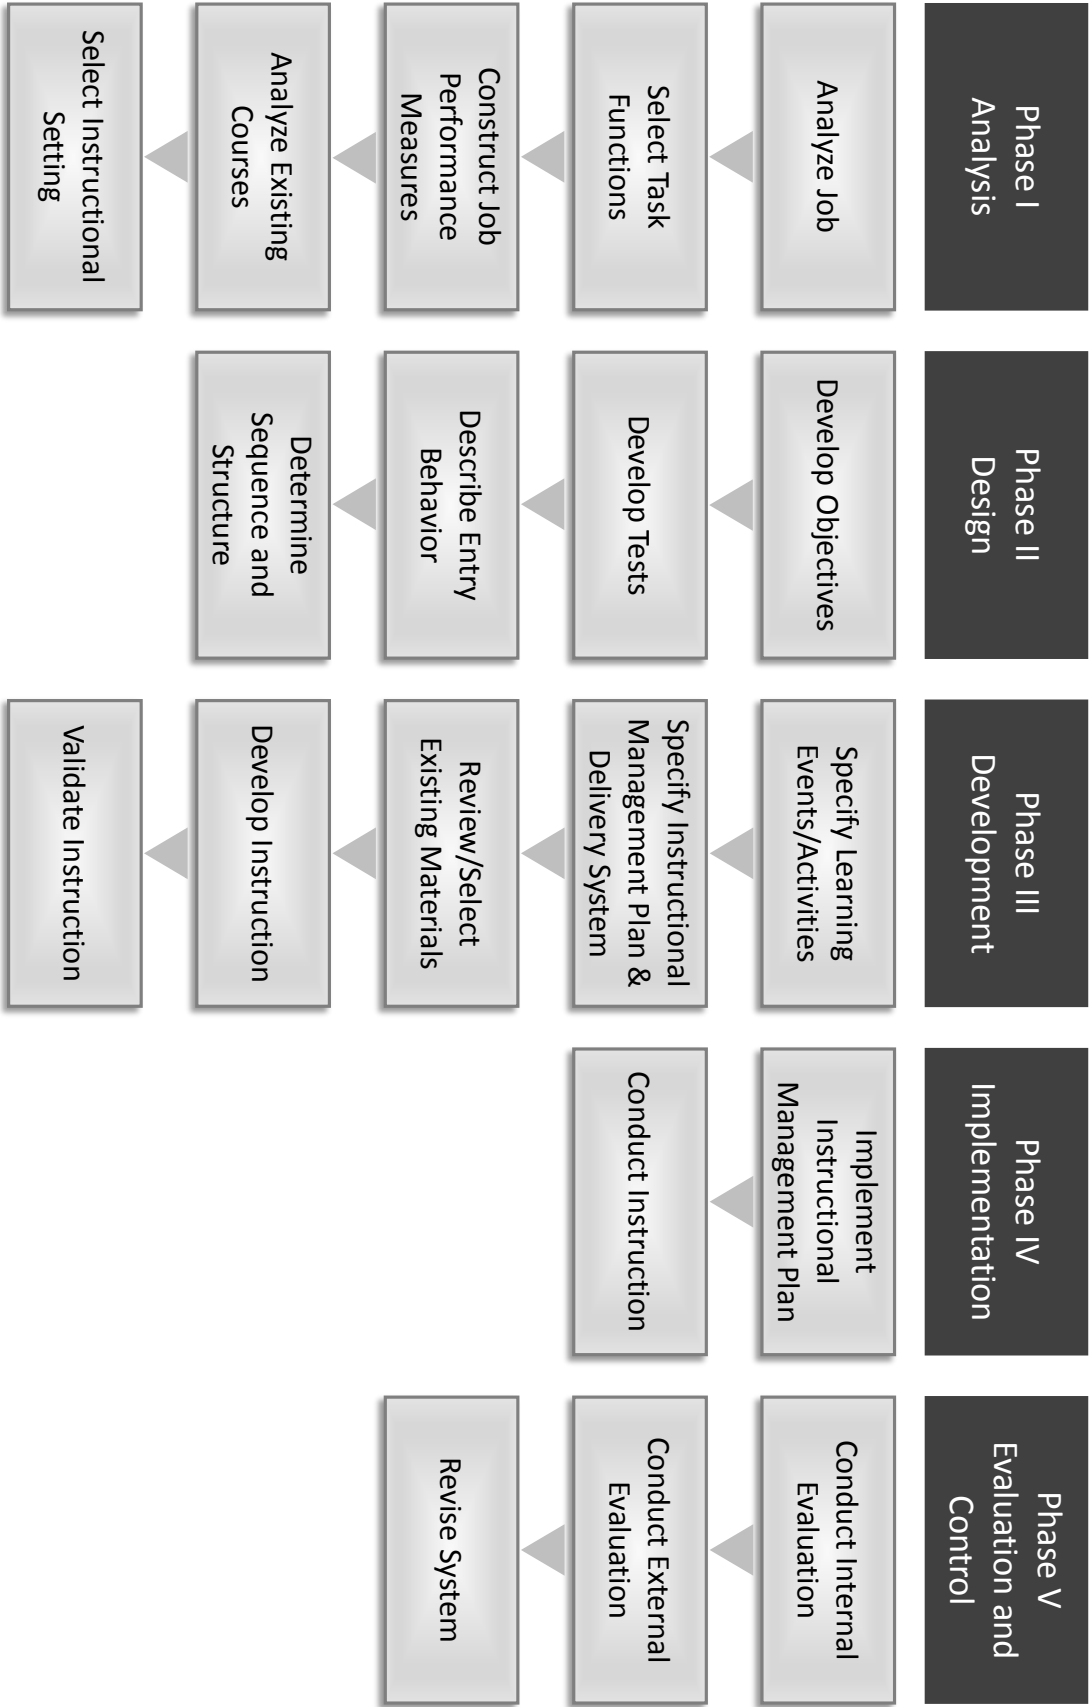 Phase I
Analysis
Analyze Job
Select Task
Functions
Construct Job
Performance
Measures
Analyze Existing
Courses
Select Instructional
Setting
Phase II
Design
Develop Objectives
Develop Tests
Describe Entry
Behavior
Determine
Sequence and
Structure
Phase III
Development
Specify Learning
Events/Activities
Specify Instructional
Management Plan &
Delivery System
Review/Select
Existing Materials
Develop Instruction
Validate Instruction
Phase IV
Implementation
Implement
Instructional
Management Plan
Conduct Instruction
Phase V
Evaluation and
Control
Conduct Internal
Evaluation
Conduct External
Evaluation
Revise System